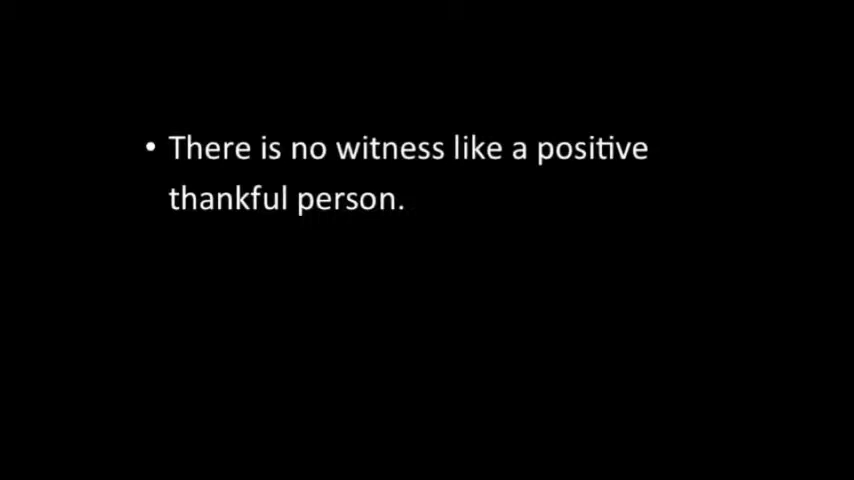 • There is no witness like a positive
thankful person.